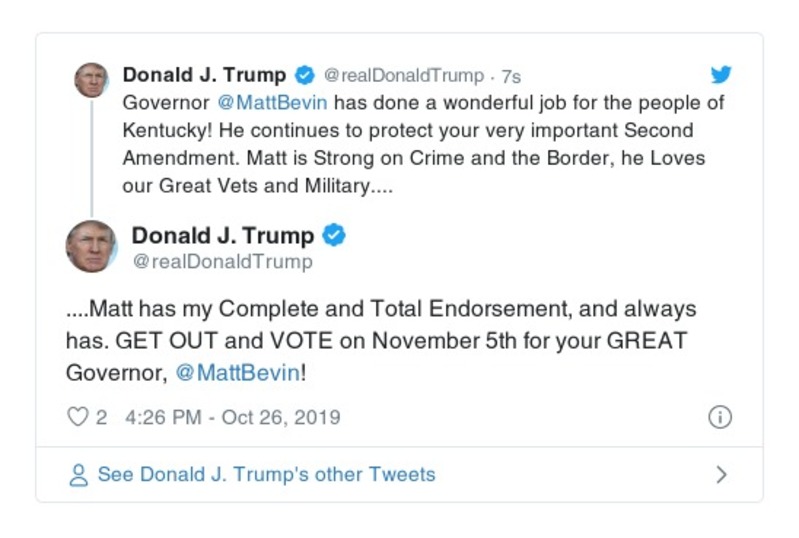 Donald J. Trump @realDonaldTrump · 7s
Governor @MattBevin has done a wonderful job for the people of
Kentucky! He continues to protect your very important Second
Amendment. Matt is Strong on Crime and the Border, he Loves
our Great Vets and Military....
Donald J. Trump
@realDonaldTrump
....Matt has my Complete and Total Endorsement, and always
has. GET OUT and VOTE on November 5th for your GREAT
Governor, @MattBevin!
2 4:26 PM - Oct 26, 2019
See Donald J. Trump's other Tweets